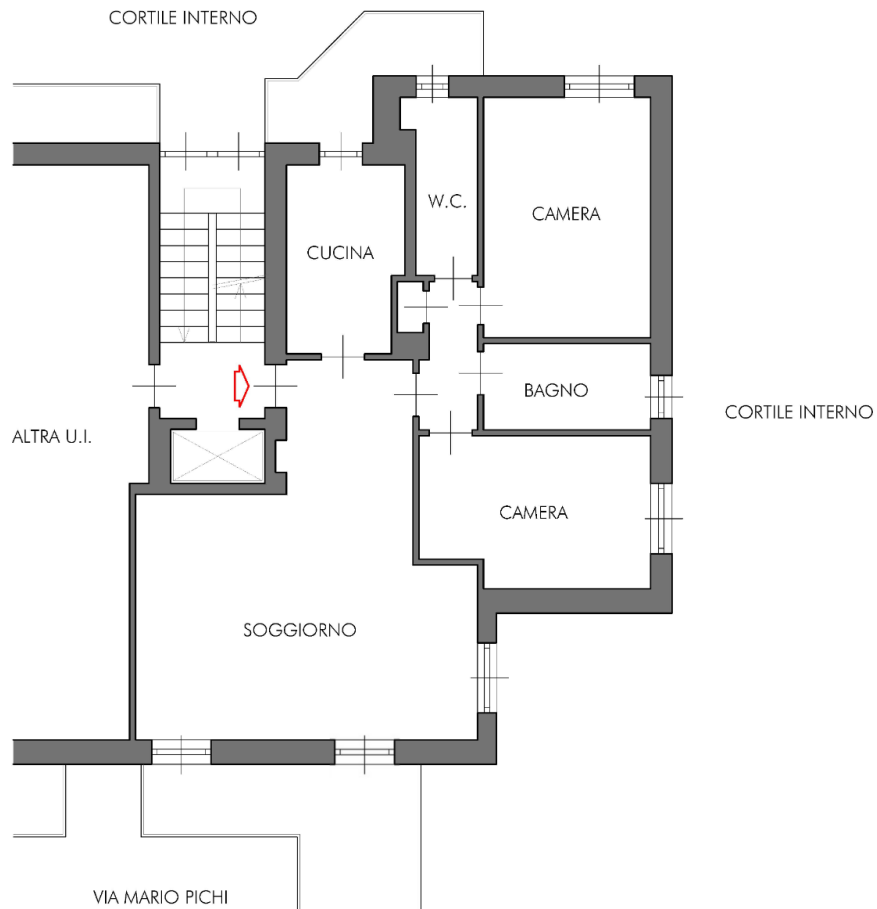 CORTILE INTERNO
W.C.
CAMERA
CUCINA
BAGNO
CORTILE INTERNO
ALTRA U.I.
CAMERA
SOGGIORNO
VIA MARIO PICHI